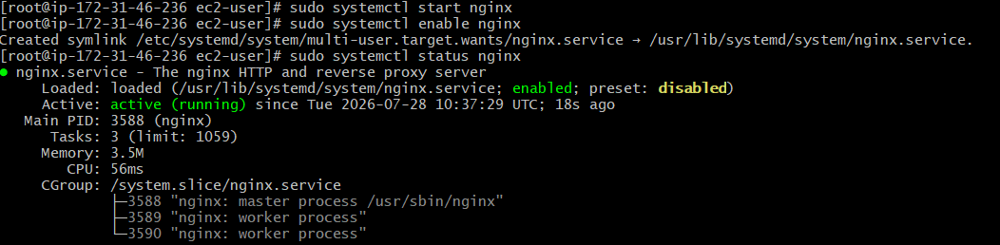 [root@ip-172-31-46-236 ec2-user]# sudo systemctl start nginx
[root@ip-172-31-46-236 ec2-user]# sudo systemctl enable nginx
Created symlink /etc/systemd/system/multi-user.target.wants/nginx.service → /usr/lib/systemd/system/nginx.service.
[root@ip-172-31-46-236 ec2-user]# sudo systemctl status nginx
● nginx.service - The nginx HTTP and reverse proxy server
     Loaded: loaded (/usr/lib/systemd/system/nginx.service; enabled; preset: disabled)
     Active: active (running) since Tue 2026-07-28 10:37:29 UTC; 18s ago
   Main PID: 3588 (nginx)
      Tasks: 3 (limit: 1059)
     Memory: 3.5M
        CPU: 56ms
     CGroup: /system.slice/nginx.service
             ├─3588 "nginx: master process /usr/sbin/nginx"
             ├─3589 "nginx: worker process"
             └─3590 "nginx: worker process"